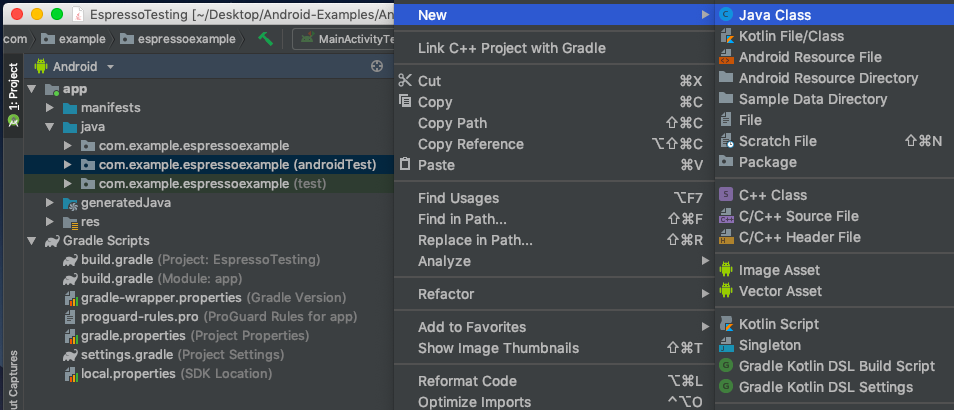 EspressoTesting [~/Desktop/Android-Examples/An
com
example
espressoexample
MainActivityTe
1: Project
Android
app
manifests
java
com.example.espressoexample
com.example.espressoexample (androidTest)
com.example.espressoexample (test)
generatedJava
res
Gradle Scripts
build.gradle (Project: EspressoTesting)
build.gradle (Module: app)
gradle-wrapper.properties (Gradle Version)
proguard-rules.pro (ProGuard Rules for app)
gradle.properties (Project Properties)
settings.gradle (Project Settings)
local.properties (SDK Location)
ut Captures
New
Link C++ Project with Gradle
Cut ⌘X
Copy ⌘C
Copy Path ⇧⌘C
Copy Reference ⌥⇧⌘C
Paste ⌘V
Find Usages ⌥F7
Find in Path... ⇧⌘F
Replace in Path... ⇧⌘R
Analyze
Refactor
Add to Favorites
Show Image Thumbnails ⇧⌘T
Reformat Code ⌥⌘L
Optimize Imports ^⌥O
Java Class
Kotlin File/Class
Android Resource File
Android Resource Directory
Sample Data Directory
File
Scratch File ⇧⌘N
Package
C++ Class
C/C++ Source File
C/C++ Header File
Image Asset
Vector Asset
Kotlin Script
Singleton
Gradle Kotlin DSL Build Script
Gradle Kotlin DSL Settings